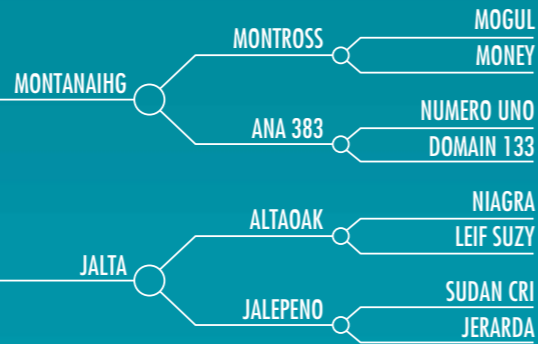 MOGUL
MONTROSS
MONEY
MONTANAIHG
NUMERO UNO
ANA 383
DOMAIN 133
NIAGRA
ALTAOAK
LEIF SUZY
JALTA
SUDAN CRI
JALEPENO
JERARDA